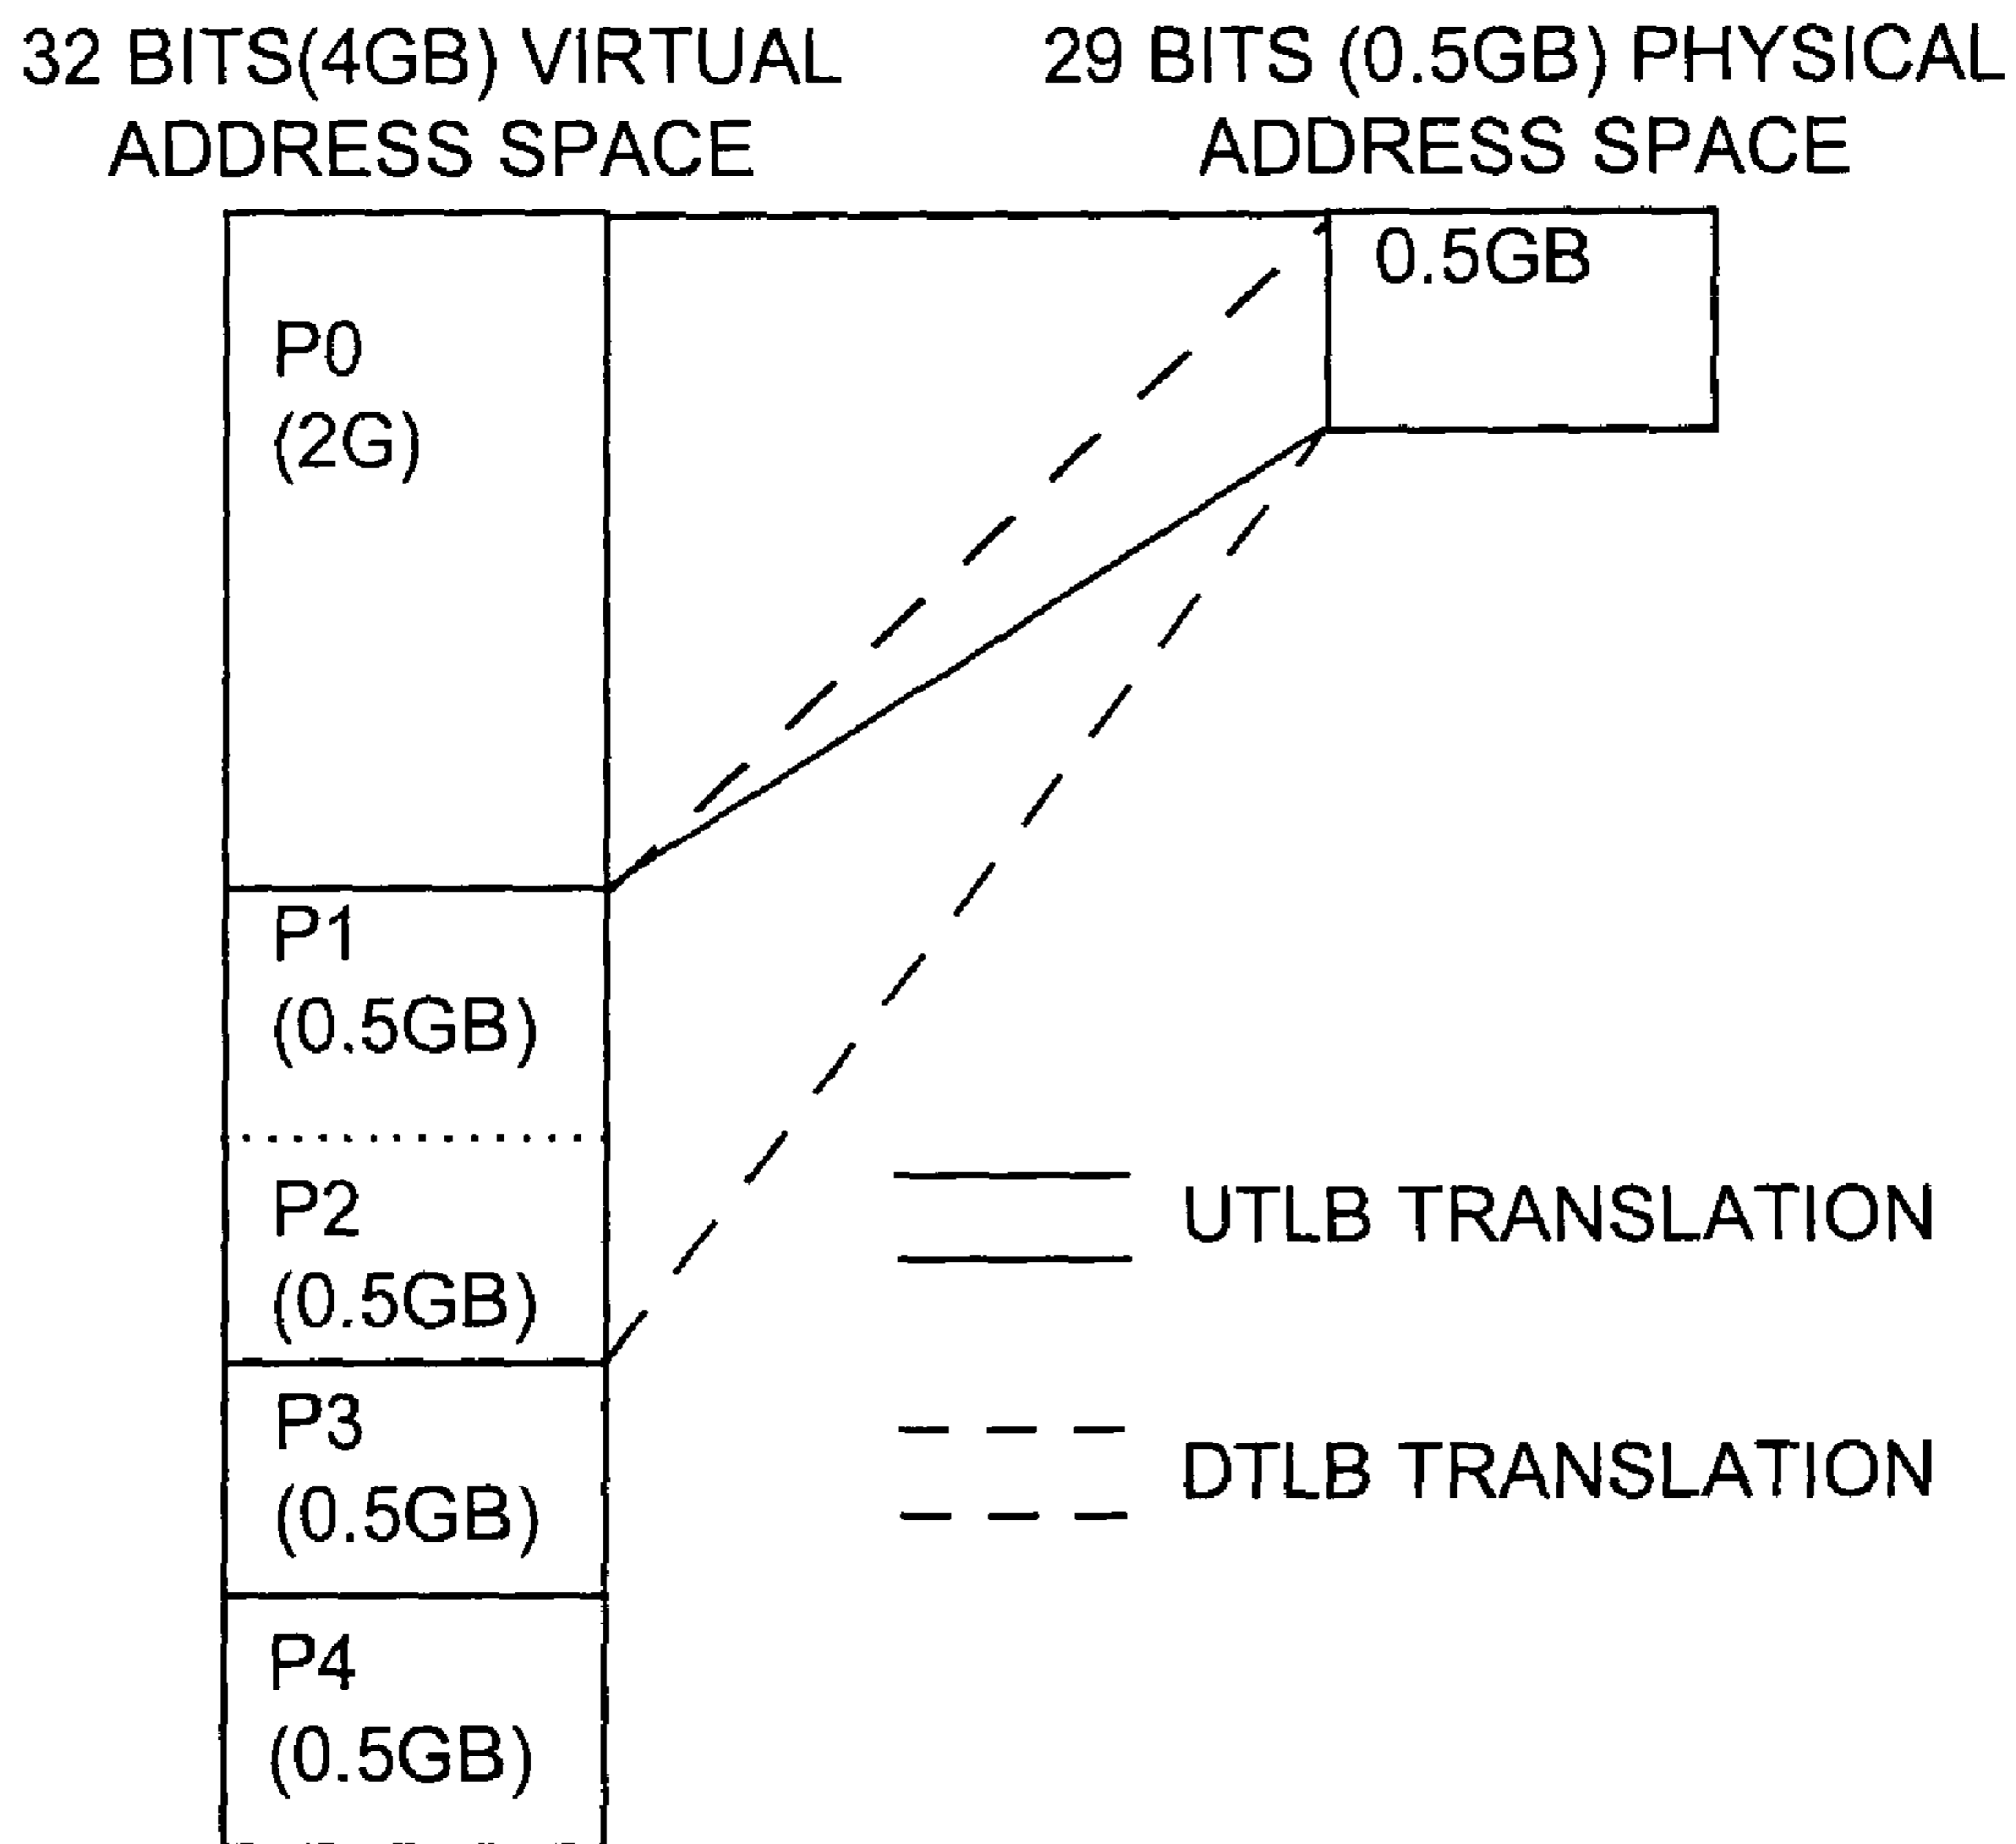 32 BITS(4GB) VIRTUAL
ADDRESS SPACE
29 BITS (0.5GB) PHYSICAL
ADDRESS SPACE
0.5GB
P0
(2G)
P1
(0.5GB)
P2
(0.5GB)
P3
(0.5GB)
P4
(0.5GB)
UTLB TRANSLATION
DTLB TRANSLATION